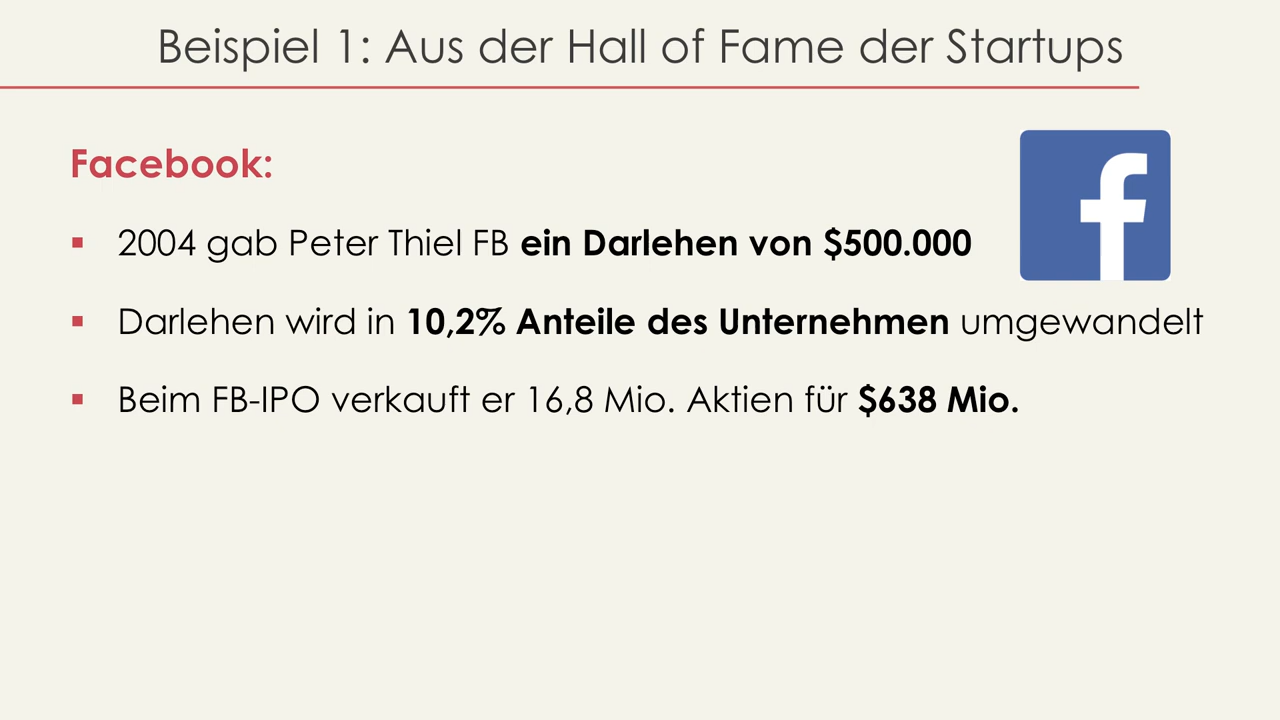 Beispiel 1: Aus der Hall of Fame der Startups
Facebook:
▪ 2004 gab Peter Thiel FB ein Darlehen von $500.000
▪ Darlehen wird in 10,2% Anteile des Unternehmen umgewandelt
▪ Beim FB-IPO verkauft er 16,8 Mio. Aktien für $638 Mio.
f